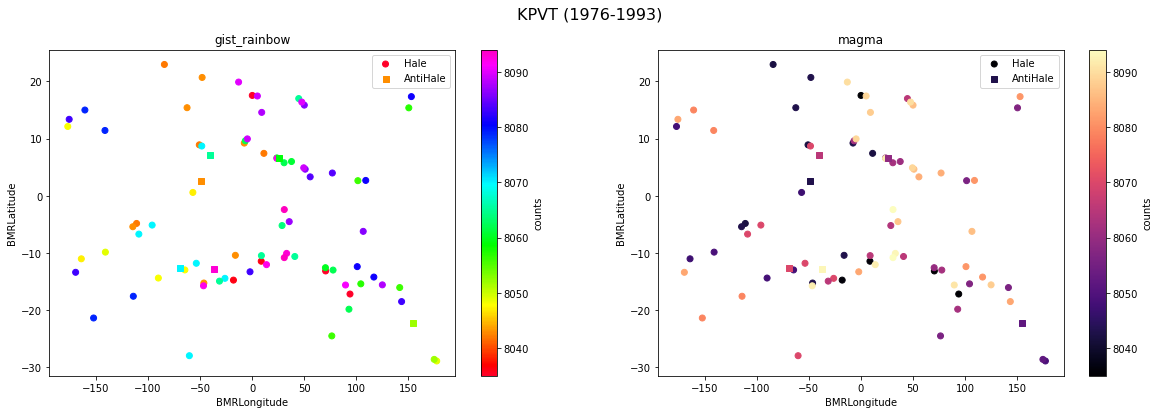 KPVT (1976-1993)
gist_rainbow
Hale
AntiHale
20
10
0
−10
−20
−30
BMRLatitude
−150
−100
−50
0
50
100
150
BMRLongitude
8090
8080
8070
8060
8050
8040
counts
magma
Hale
AntiHale
20
10
0
−10
−20
−30
BMRLatitude
−150
−100
−50
0
50
100
150
BMRLongitude
8090
8080
8070
8060
8050
8040
counts